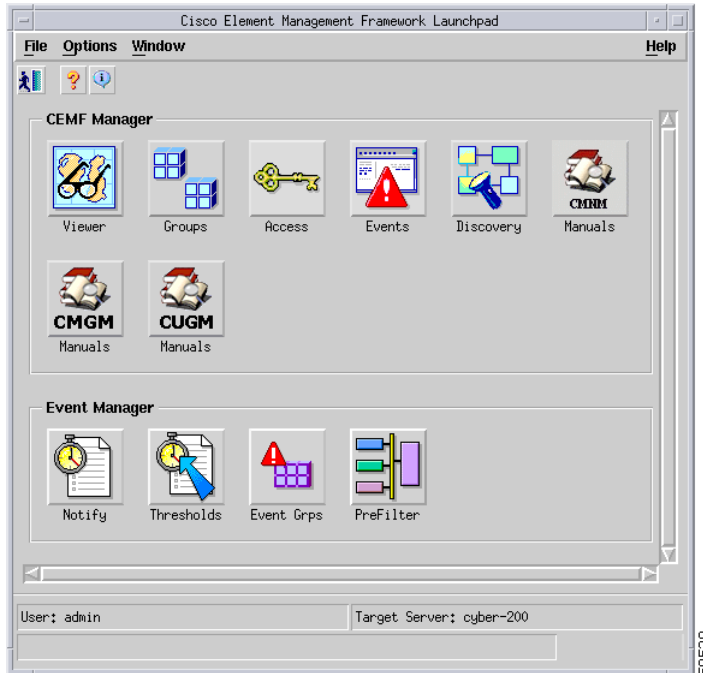 Cisco Element Management Framework Launchpad
File Options Window Help
CEMF Manager
CMNM
Viewer Groups Access Events Discovery Manuals
CMGM CUGM
Manuals Manuals
Event Manager
Notify Thresholds Event Grps PreFilter
User: admin Target Server: cyber-200